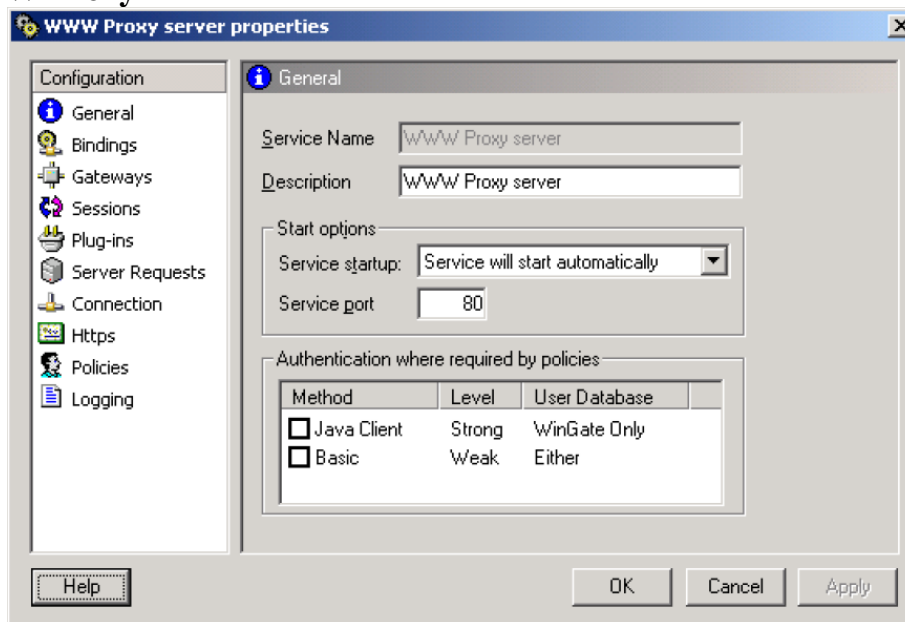 WWW Proxy server properties
Configuration
General
Bindings
Gateways
Sessions
Plug-ins
Server Requests
Connection
Https
Policies
Logging
General
Service Name WWW Proxy server
Description WWW Proxy server
Start options
Service startup: Service will start automatically
Service port 80
Authentication where required by policies
Method Level User Database
Java Client Strong WinGate Only
Basic Weak Either
Help OK Cancel Apply